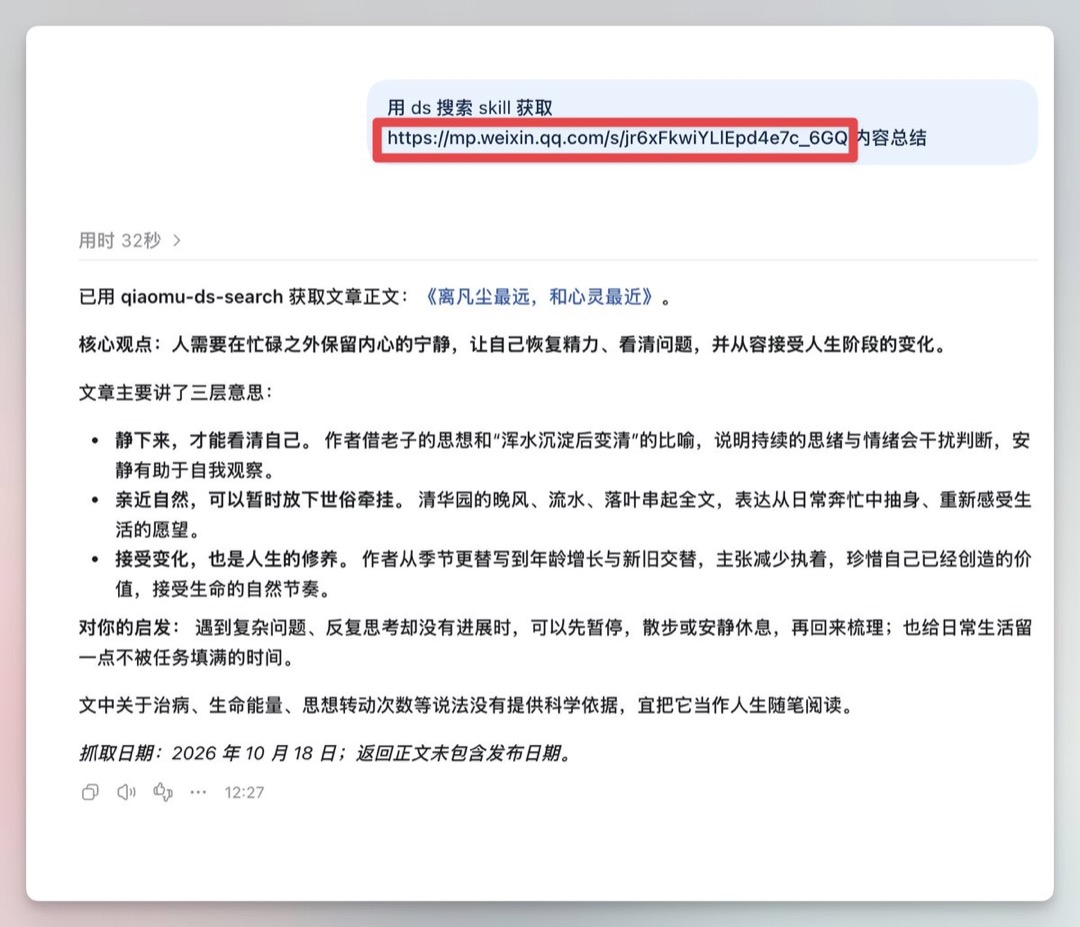 用 ds 搜索 skill 获取
https://mp.weixin.qq.com/s/jr6xFkwiYLlEpd4e7c_6GQ 内容总结
用时 32秒 >
已用 qiaomu-ds-search 获取文章正文：《离凡尘最远，和心灵最近》。
核心观点：人需要在忙碌之外保留内心的宁静，让自己恢复精力、看清问题，并从容接受人生阶段的变化。
文章主要讲了三层意思：
• 静下来，才能看清自己。 作者借老子的思想和“浑水沉淀后变清”的比喻，说明持续的思绪与情绪会干扰判断，安
静有助于自我观察。
• 亲近自然，可以暂时放下世俗牵挂。 清华园的晚风、流水、落叶串起全文，表达从日常奔忙中抽身、重新感受生
活的愿望。
• 接受变化，也是人生的修养。 作者从季节更替写到年龄增长与新旧交替，主张减少执着，珍惜自己已经创造的价
值，接受生命的自然节奏。
对你的启发： 遇到复杂问题、反复思考却没有进展时，可以先暂停，散步或安静休息，再回来梳理；也给日常生活留
一点不被任务填满的时间。
文中关于治病、生命能量、思想转动次数等说法没有提供科学依据，宜把它当作人生随笔阅读。
抓取日期：2026 年 10 月 18 日；返回正文未包含发布日期。
12:27